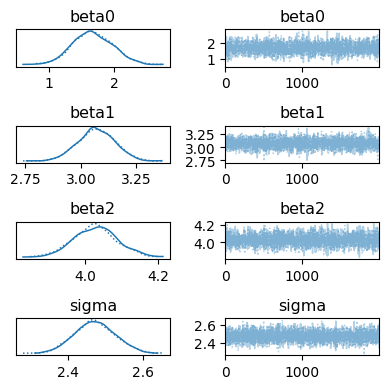 beta0 beta0
2
1
1 2 0 1000
beta1 beta1
3.25
3.00
2.75
2.75 3.00 3.25 0 1000
beta2 beta2
4.2
4.0
4.0 4.2 0 1000
sigma sigma
2.6
2.4
2.4 2.6 0 1000